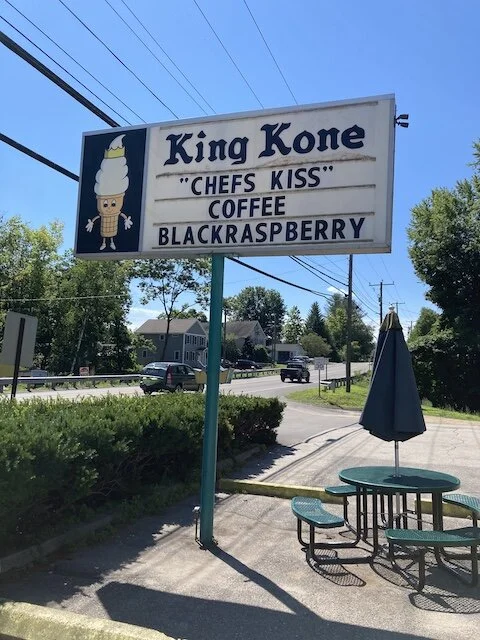 King Kone
"CHEFS KISS"
COFFEE
BLACKRASPBERRY